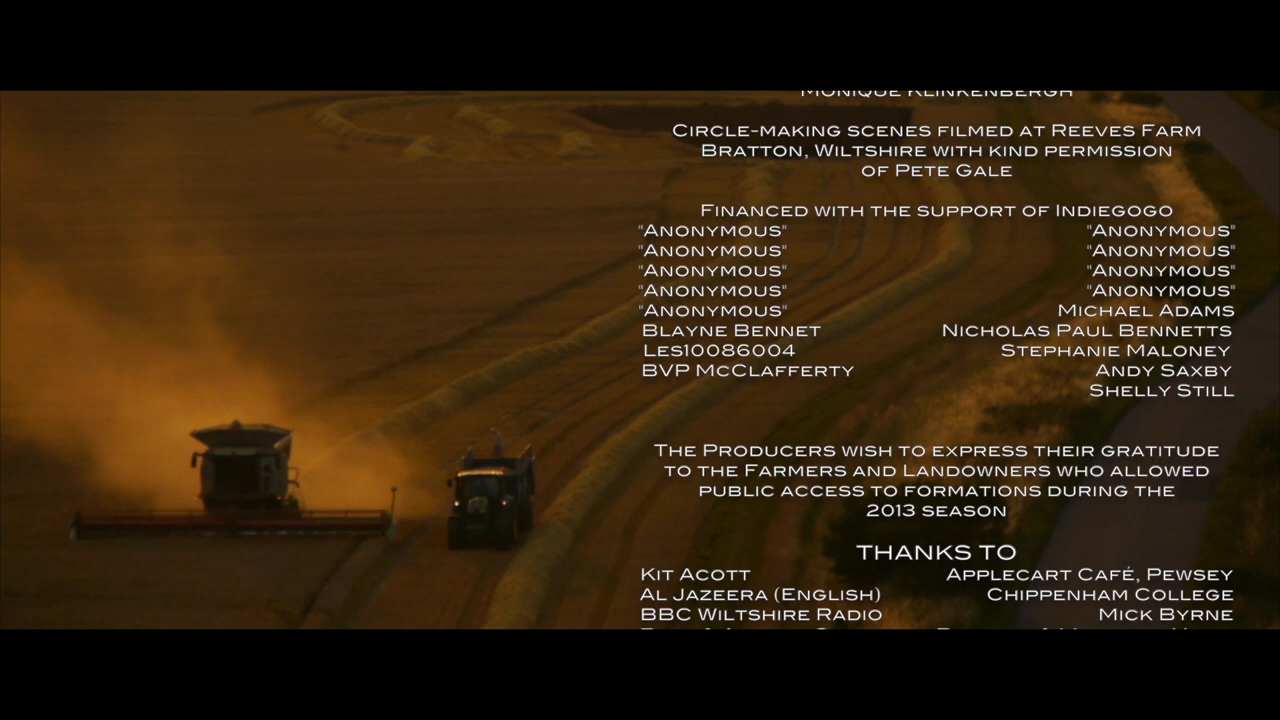 Monique Klinkenbergh
Circle-making scenes filmed at Reeves Farm
Bratton, Wiltshire with kind permission
of Pete Gale
Financed with the support of Indiegogo
"Anonymous" "Anonymous"
"Anonymous" "Anonymous"
"Anonymous" "Anonymous"
"Anonymous" "Anonymous"
"Anonymous" Michael Adams
Blayne Bennet Nicholas Paul Bennetts
Les10086004 Stephanie Maloney
BVP McClafferty Andy Saxby
Shelly Still
The Producers wish to express their gratitude
to the Farmers and Landowners who allowed
public access to formations during the
2013 season
THANKS TO
Kit Acott Applecart Café, Pewsey
Al Jazeera (English) Chippenham College
BBC Wiltshire Radio Mick Byrne